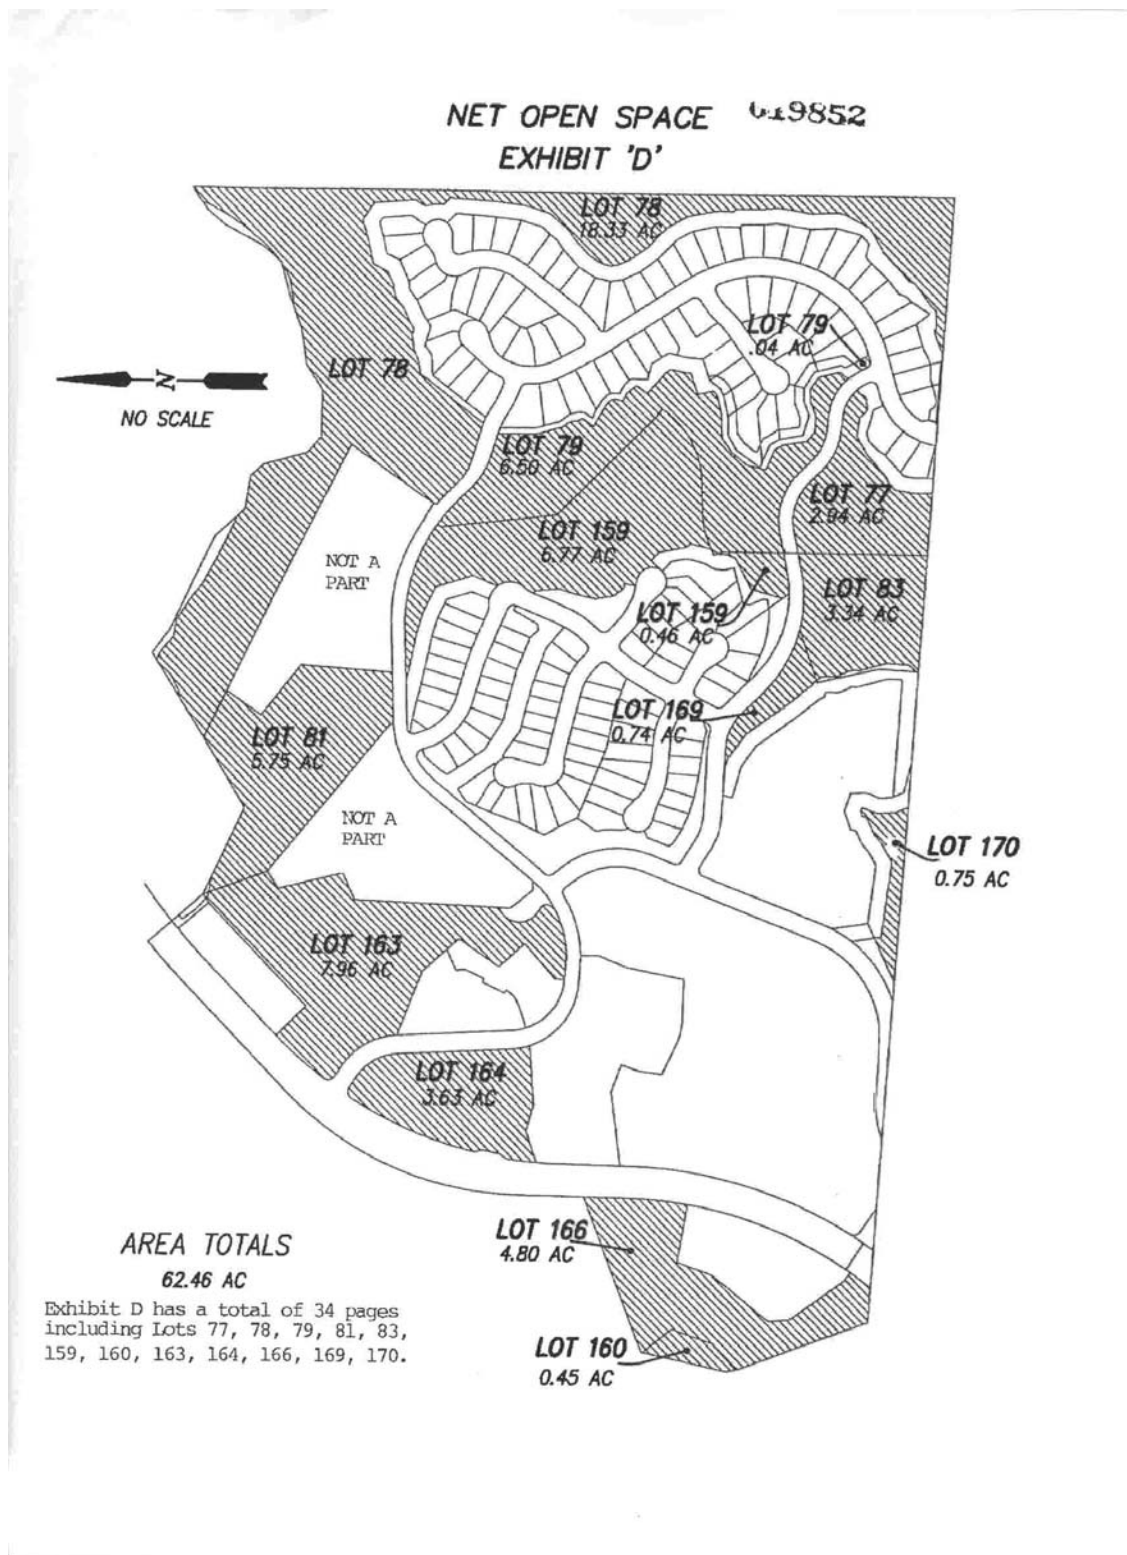 NET OPEN SPACE
EXHIBIT 'D'
LOT 78
18.33 AC
LOT 79
.04 AC
LOT 78
N
NO SCALE
LOT 79
6.50 AC
LOT 77
2.94 AC
LOT 159
6.77 AC
NOT A
PART
LOT 83
3.34 AC
LOT 159
0.46 AC
LOT 169
0.74 AC
LOT 81
5.75 AC
NOT A
PART
LOT 170
0.75 AC
LOT 163
7.96 AC
LOT 164
3.63 AC
LOT 166
4.80 AC
AREA TOTALS
62.46 AC
Exhibit D has a total of 34 pages
including Lots 77, 78, 79, 81, 83,
159, 160, 163, 164, 166, 169, 170.
LOT 160
0.45 AC